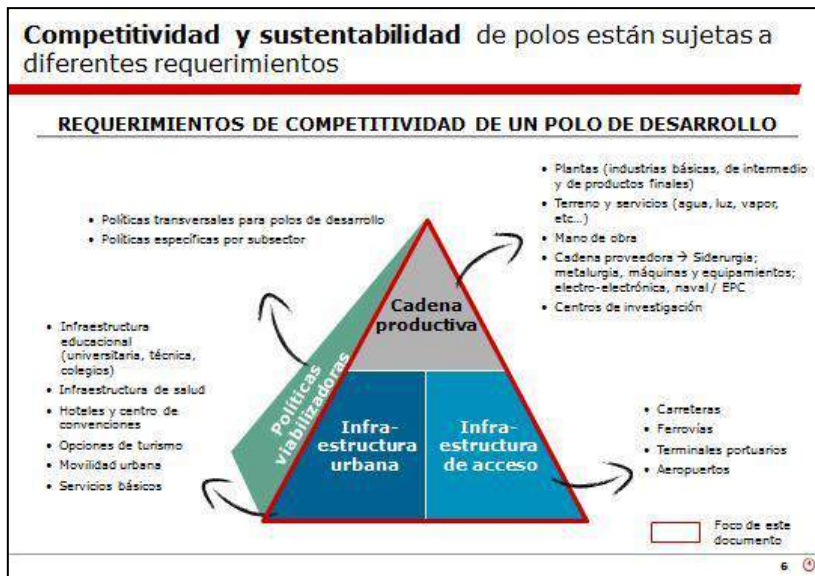 Competitividad y sustentabilidad de polos están sujetas a
diferentes requerimientos
REQUERIMIENTOS DE COMPETITIVIDAD DE UN POLO DE DESARROLLO
• Políticas transversales para polos de desarrollo
• Políticas específicas por subsector
• Plantas (industrias básicas, de intermedio
y de productos finales)
• Terreno y servicios (agua, luz, vapor,
etc…)
• Mano de obra
• Cadena proveedora → Siderurgia;
metalurgia, máquinas y equipamientos;
electro-electrónica, naval / EPC
• Centros de investigación
Cadena
productiva
Políticas
viabilizadoras
• Infraestructura
educacional
(universitaria, técnica,
colegios)
• Infraestructura de salud
• Hoteles y centro de
convenciones
• Opciones de turismo
• Movilidad urbana
• Servicios básicos
Infra-
estructura
urbana
Infra-
estructura
de acceso
• Carreteras
• Ferrovías
• Terminales portuarios
• Aeropuertos
Foco de este
documento
6